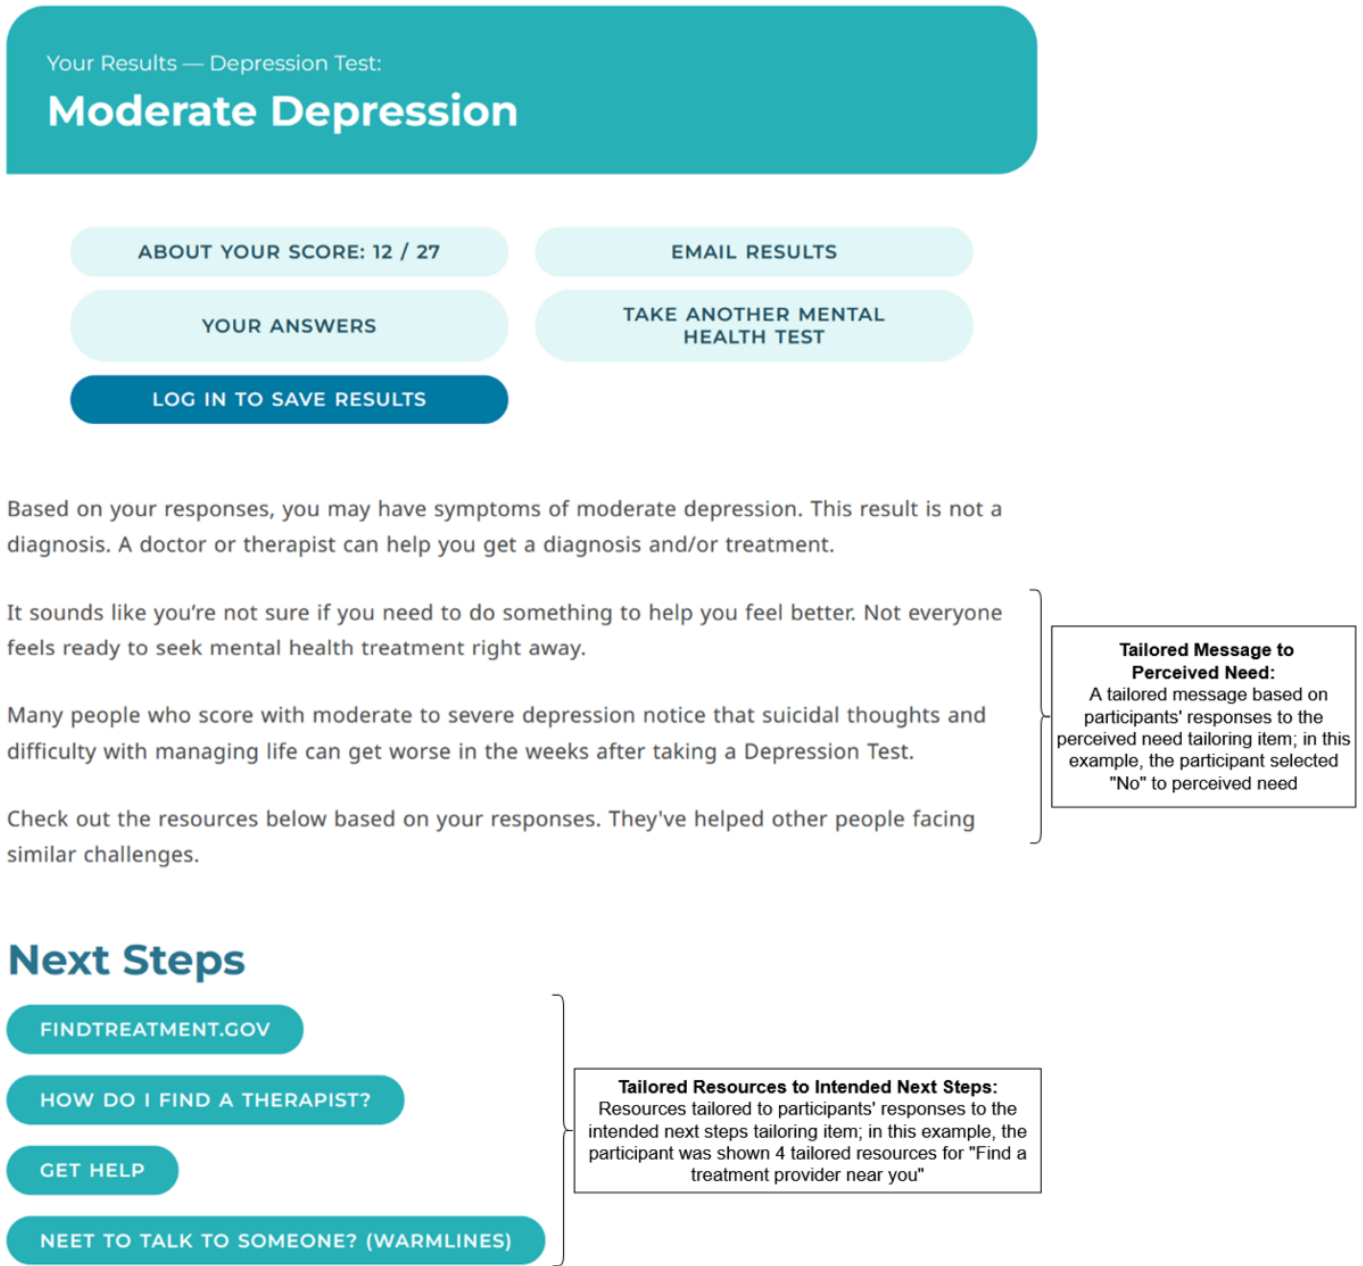 Your Results — Depression Test:
Moderate Depression
ABOUT YOUR SCORE: 12 / 27
EMAIL RESULTS
YOUR ANSWERS
TAKE ANOTHER MENTAL
HEALTH TEST
LOG IN TO SAVE RESULTS
Based on your responses, you may have symptoms of moderate depression. This result is not a
diagnosis. A doctor or therapist can help you get a diagnosis and/or treatment.
It sounds like you’re not sure if you need to do something to help you feel better. Not everyone
feels ready to seek mental health treatment right away.
Many people who score with moderate to severe depression notice that suicidal thoughts and
difficulty with managing life can get worse in the weeks after taking a Depression Test.
Check out the resources below based on your responses. They've helped other people facing
similar challenges.
Tailored Message to
Perceived Need:
A tailored message based on
participants' responses to the
perceived need tailoring item; in this
example, the participant selected
"No" to perceived need
Next Steps
FINDTREATMENT.GOV
HOW DO I FIND A THERAPIST?
GET HELP
NEET TO TALK TO SOMEONE? (WARMLINES)
Tailored Resources to Intended Next Steps:
Resources tailored to participants' responses to the
intended next steps tailoring item; in this example, the
participant was shown 4 tailored resources for "Find a
treatment provider near you"